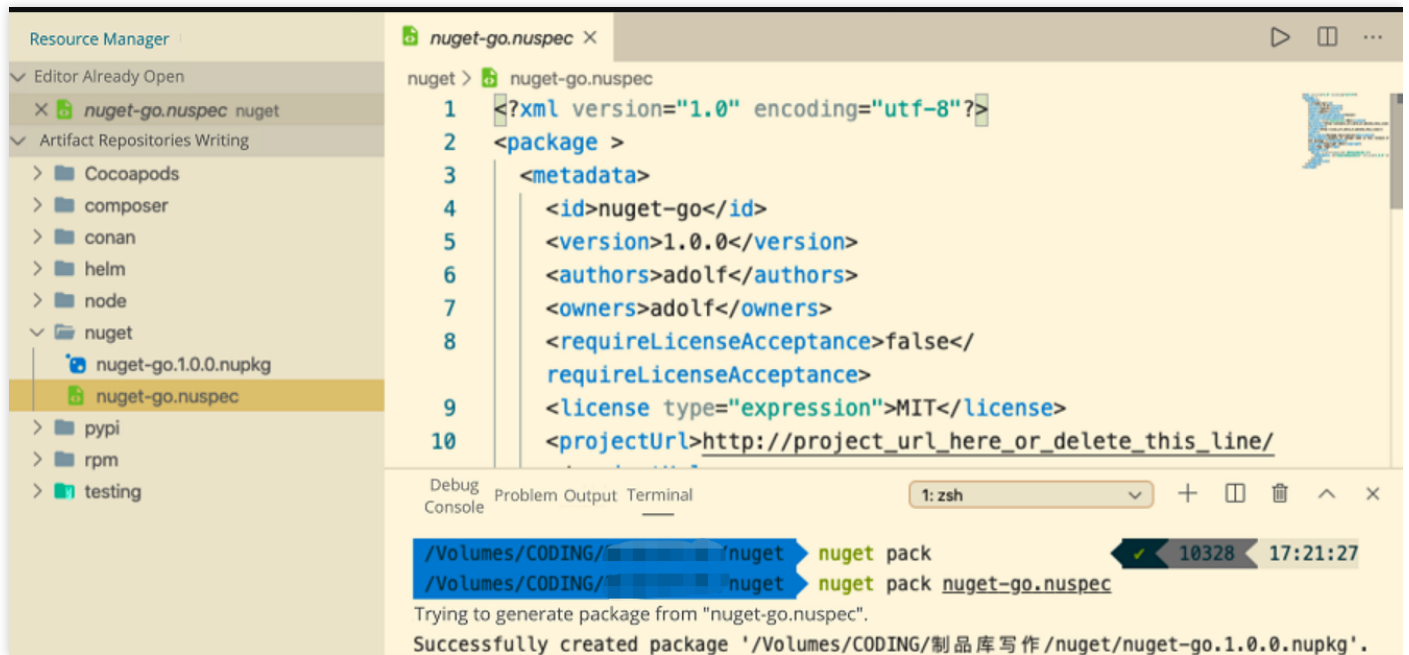 Resource Manager
Editor Already Open
nuget-go.nuspec nuget
Artifact Repositories Writing
Cocoapods
composer
conan
helm
node
nuget
nuget-go.1.0.0.nupkg
nuget-go.nuspec
pypi
rpm
testing
nuget-go.nuspec
nuget > nuget-go.nuspec
1 <?xml version="1.0" encoding="utf-8"?>
2 <package >
3 <metadata>
4 <id>nuget-go</id>
5 <version>1.0.0</version>
6 <authors>adolf</authors>
7 <owners>adolf</owners>
8 <requireLicenseAcceptance>false</
requireLicenseAcceptance>
9 <license type="expression">MIT</license>
10 <projectUrl>http://project_url_here_or_delete_this_line/
Debug Console Problem Output Terminal 1: zsh
/Volumes/CODING/ /nuget nuget pack ✓ 10328 17:21:27
/Volumes/CODING/ nuget nuget pack nuget-go.nuspec
Trying to generate package from "nuget-go.nuspec".
Successfully created package '/Volumes/CODING/制品库写作/nuget/nuget-go.1.0.0.nupkg'.